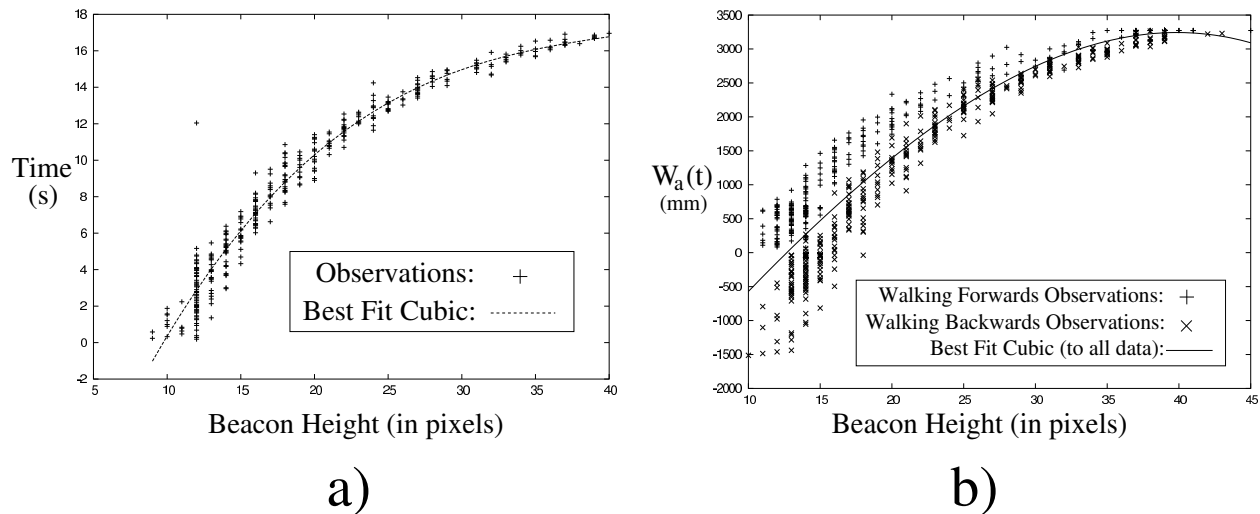 18
16
14
12
10
8
6
4
2
0
-2
Time
(s)
Observations: +
Best Fit Cubic:
5 10 15 20 25 30 35 40
Beacon Height (in pixels)
a)
3500
3000
2500
2000
1500
1000
500
0
-500
-1000
-1500
-2000
W_a(t)
(mm)
Walking Forwards Observations: +
Walking Backwards Observations: ×
Best Fit Cubic (to all data):
10 15 20 25 30 35 40 45
Beacon Height (in pixels)
b)